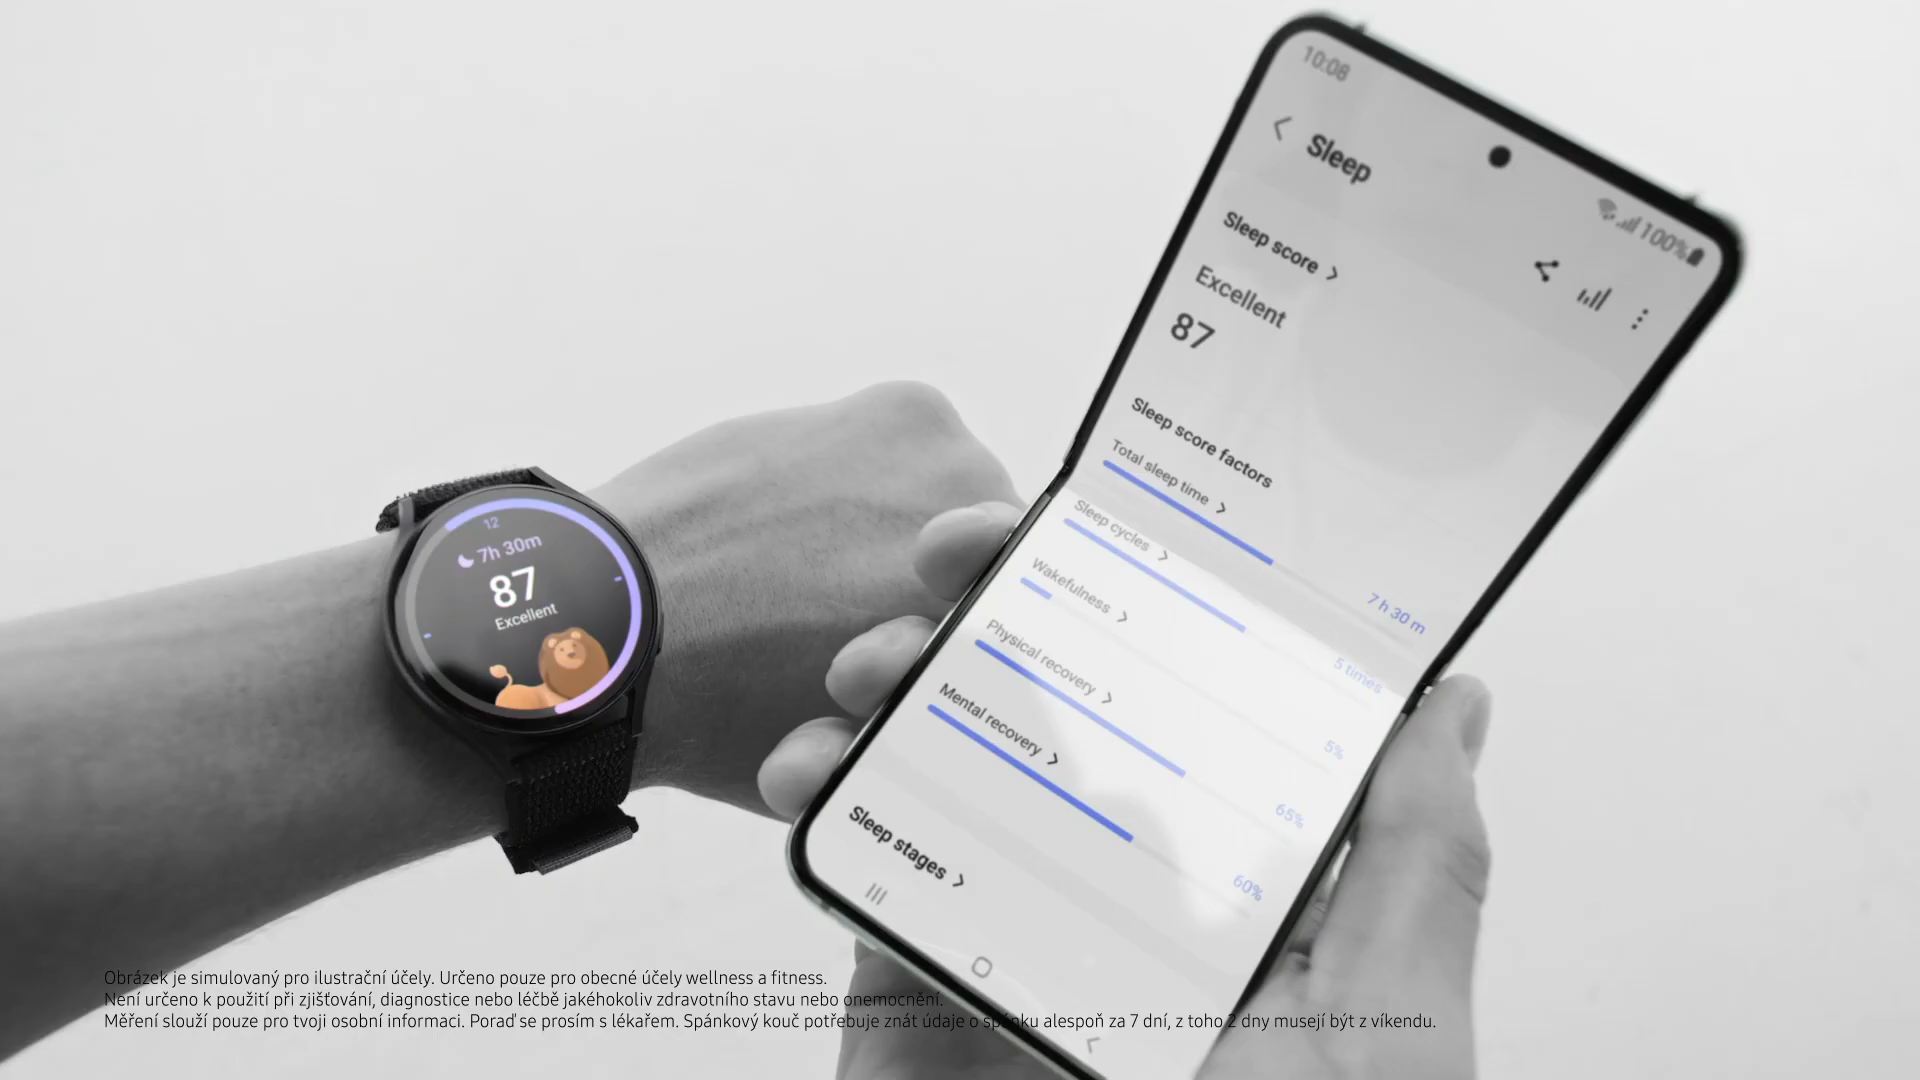 12
7h 30m
87
Excellent
10:08
100%
Sleep
Sleep score
Excellent
87
Sleep score factors
Total sleep time
7 h 30 m
Sleep cycles
5 times
Wakefulness
5%
Physical recovery
65%
Mental recovery
60%
Sleep stages
Obrázek je simulovaný pro ilustrační účely. Určeno pouze pro obecné účely wellness a fitness.
Není určeno k použití při zjišťování, diagnostice nebo léčbě jakéhokoliv zdravotního stavu nebo onemocnění.
Měření slouží pouze pro tvoji osobní informaci. Poraď se prosím s lékařem. Spánkový kouč potřebuje znát údaje o spánku alespoň za 7 dní, z toho 2 dny musejí být z víkendu.